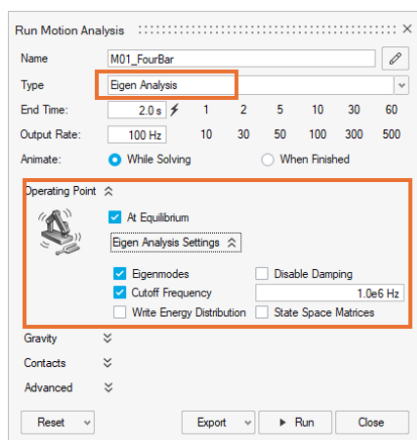 Run Motion Analysis
Name M01_FourBar
Type Eigen Analysis
End Time: 2.0 s 1 2 5 10 30 60
Output Rate: 100 Hz 10 30 50 100 300 500
Animate: While Solving When Finished
Operating Point
At Equilibrium
Eigen Analysis Settings
Eigenmodes Disable Damping
Cutoff Frequency 1.0e6 Hz
Write Energy Distribution State Space Matrices
Gravity
Contacts
Advanced
Reset Export Run Close